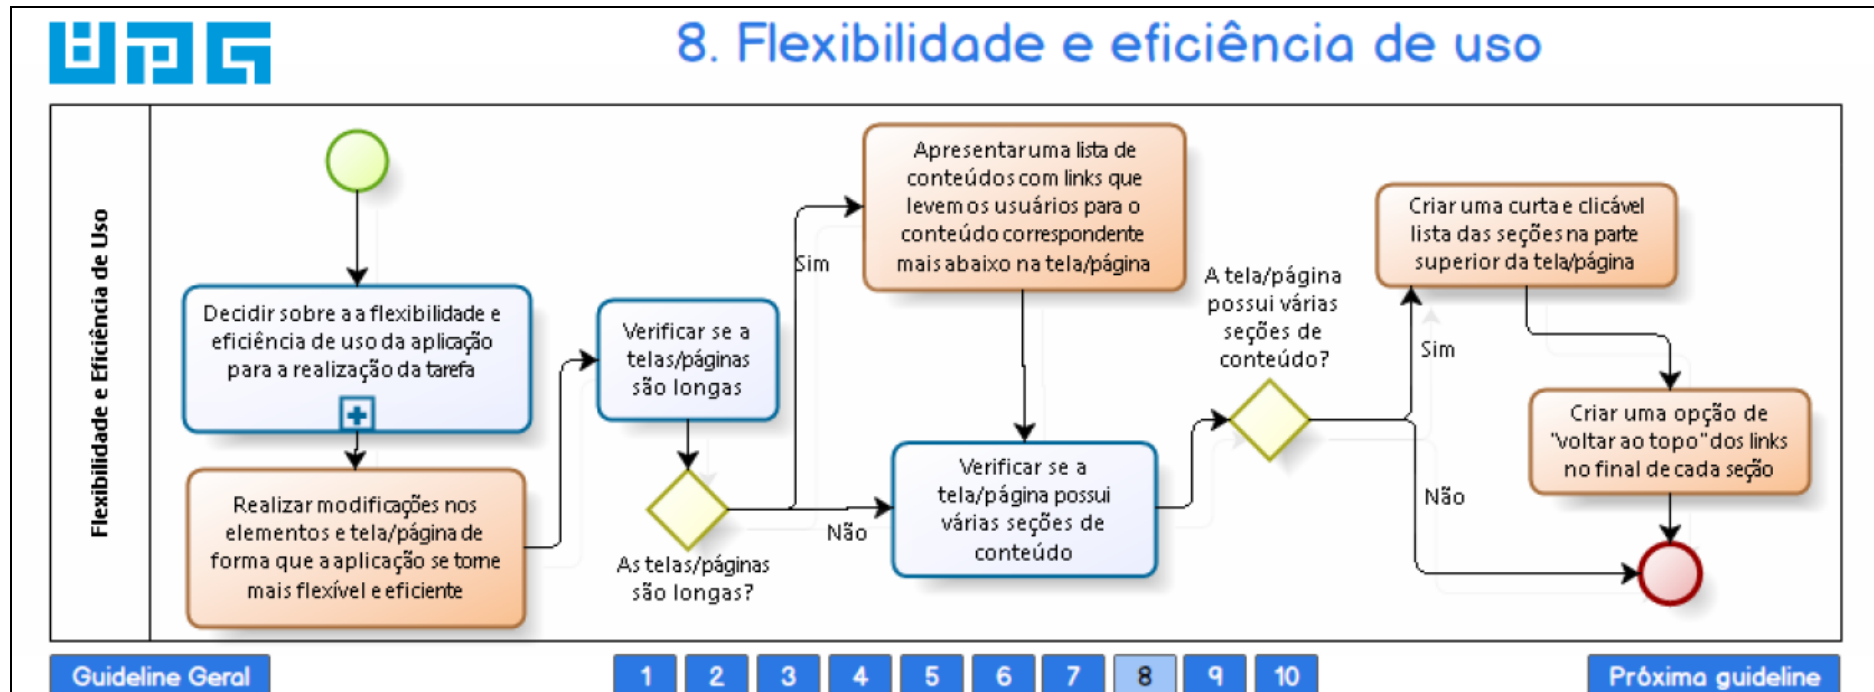 UPG
8. Flexibilidade e eficiência de uso
Flexibilidade e Eficiência de Uso
Decidir sobre a a flexibilidade e
eficiência de uso da aplicação
para a realização da tarefa
Realizar modificações nos
elementos e tela/página de
forma que a aplicação se torne
mais flexível e eficiente
Verificar se a
telas/páginas
são longas
As telas/páginas
são longas?
Sim
Não
Apresentar uma lista de
conteúdos com links que
levem os usuários para o
conteúdo correspondente
mais abaixo na tela/página
Verificar se a
tela/página possui
várias seções de
conteúdo
A tela/página
possui várias
seções de
conteúdo?
Sim
Não
Criar uma curta e clicável
lista das seções na parte
superior da tela/página
Criar uma opção de
"voltar ao topo" dos links
no final de cada seção
Guideline Geral
1 2 3 4 5 6 7 8 9 10
Próxima guideline